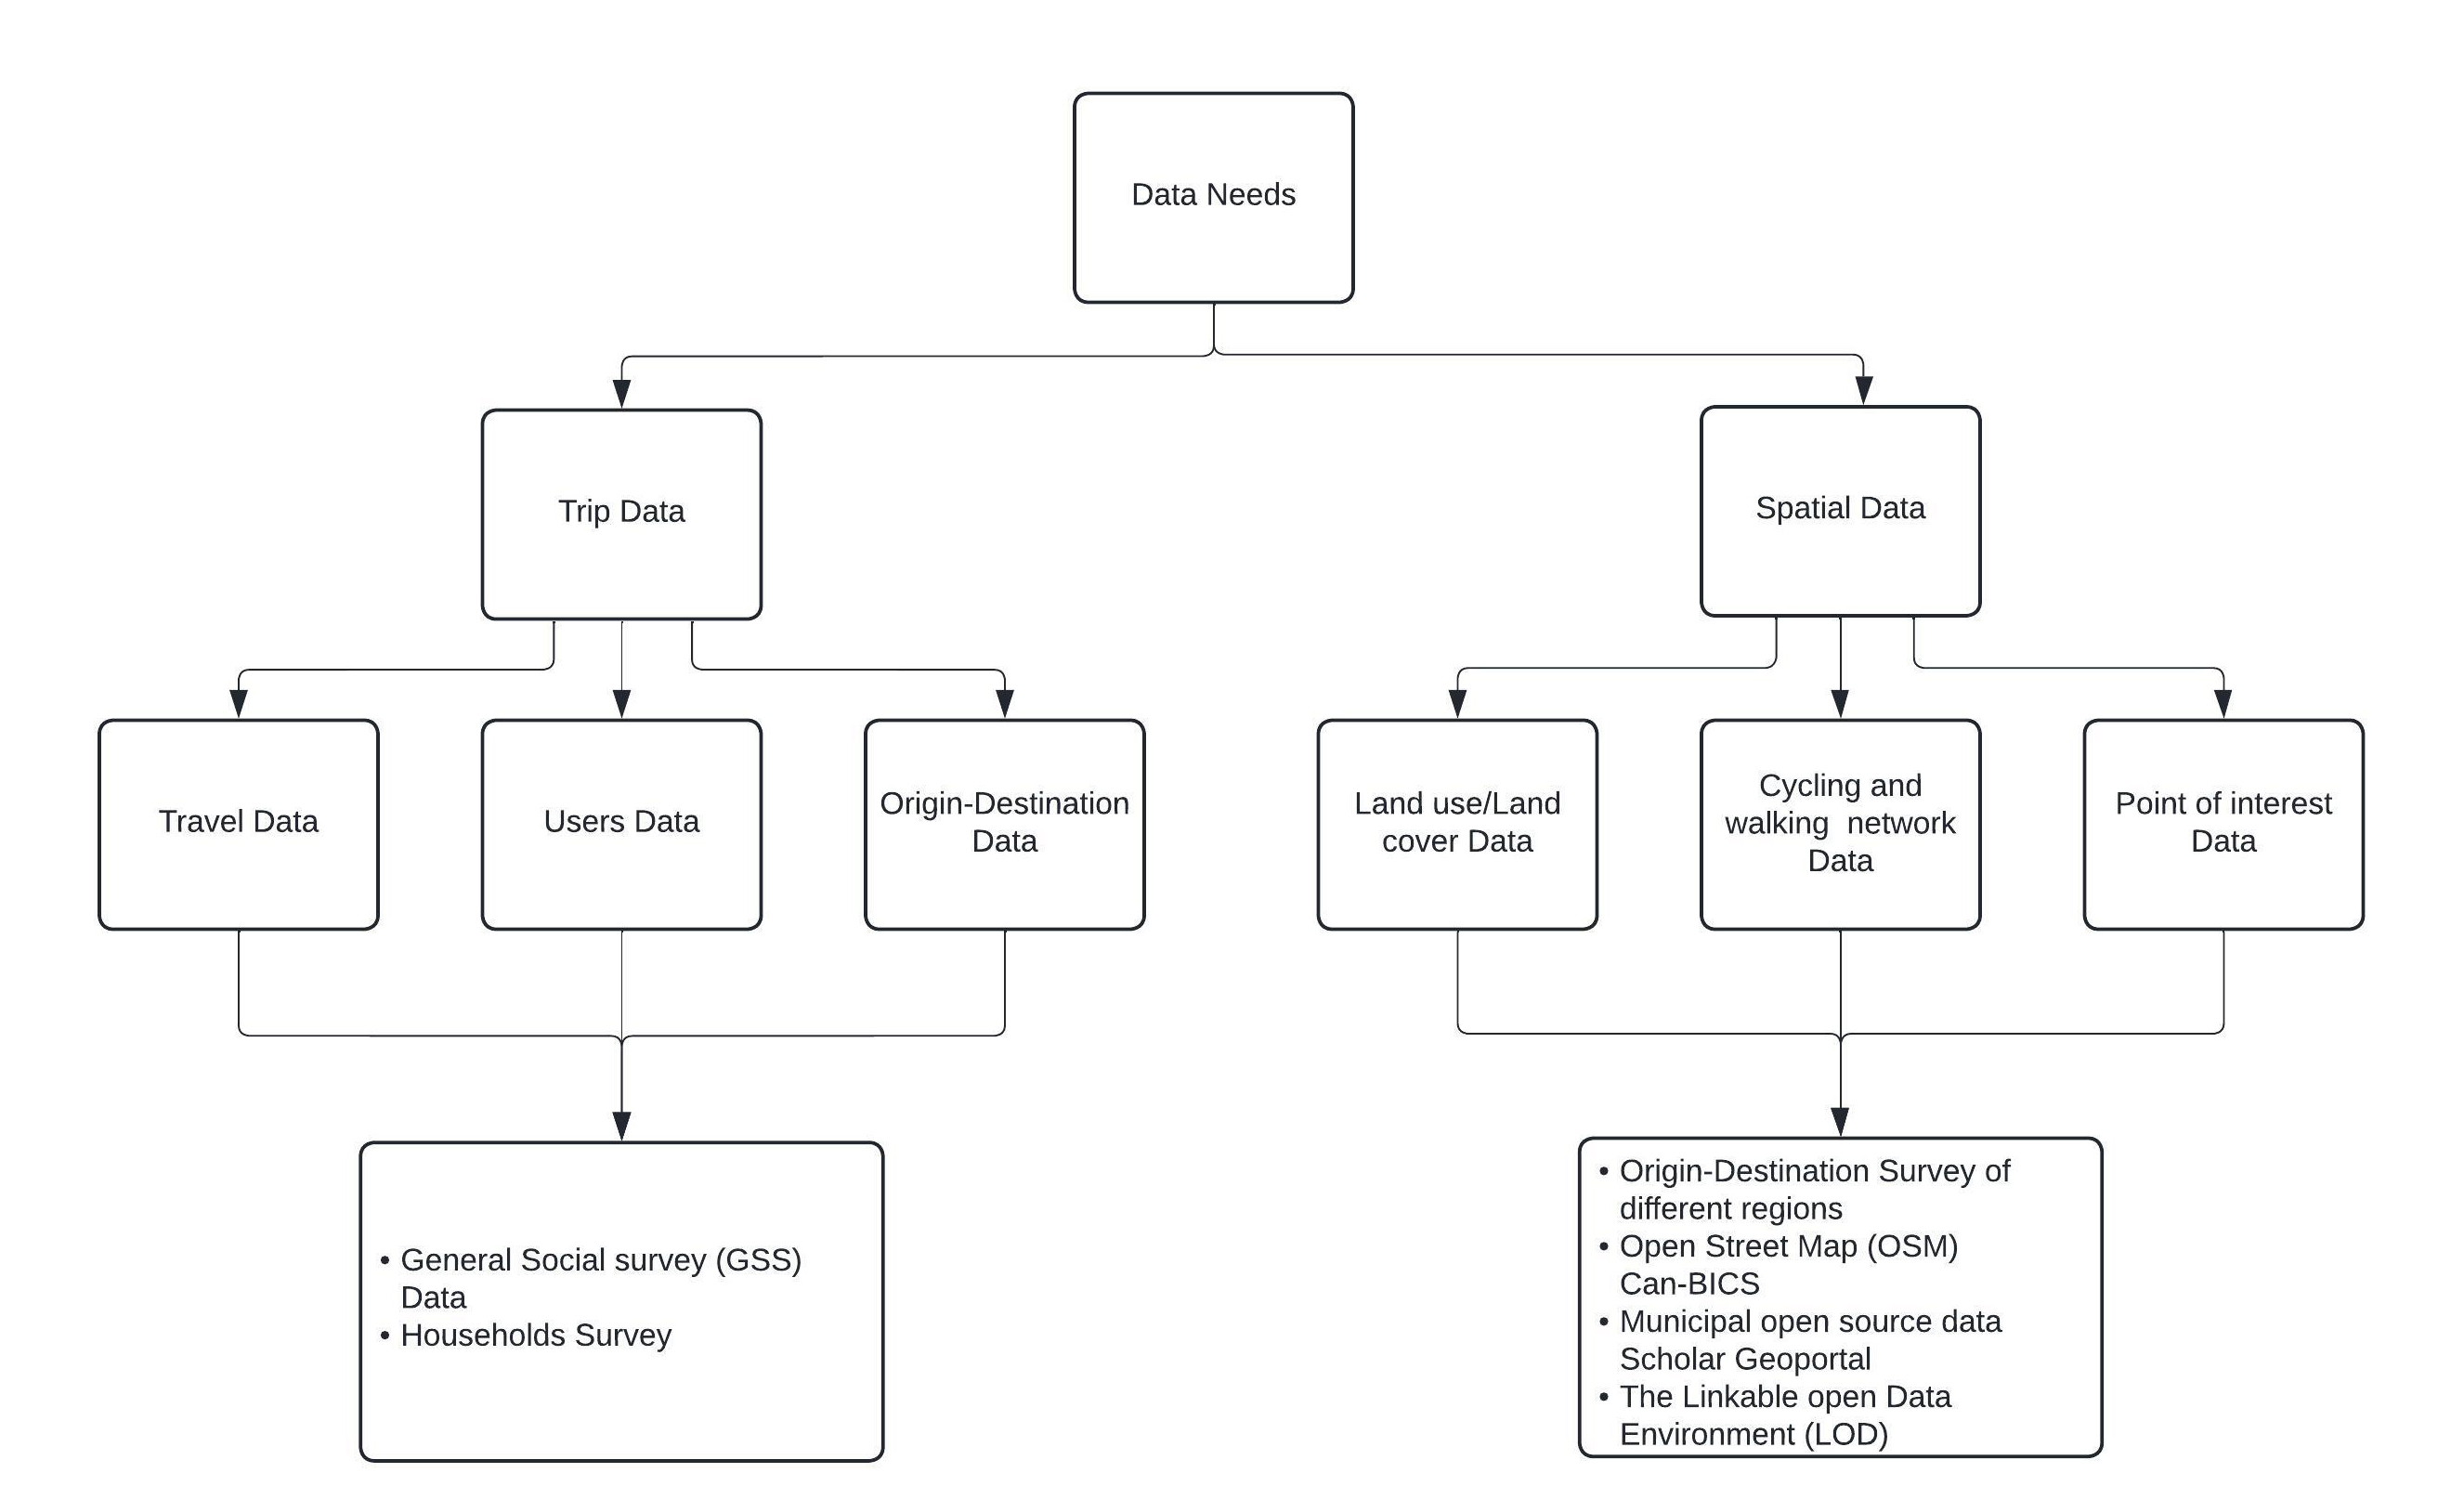 Data Needs
Trip Data
Spatial Data
Travel Data
Users Data
Origin-Destination
Data
Land use/Land
cover Data
Cycling and
walking  network
Data
Point of interest
Data
• General Social survey (GSS)
Data
• Households Survey
• Origin-Destination Survey of
different regions
• Open Street Map (OSM)
Can-BICS
• Municipal open source data
Scholar Geoportal
• The Linkable open Data
Environment (LOD)